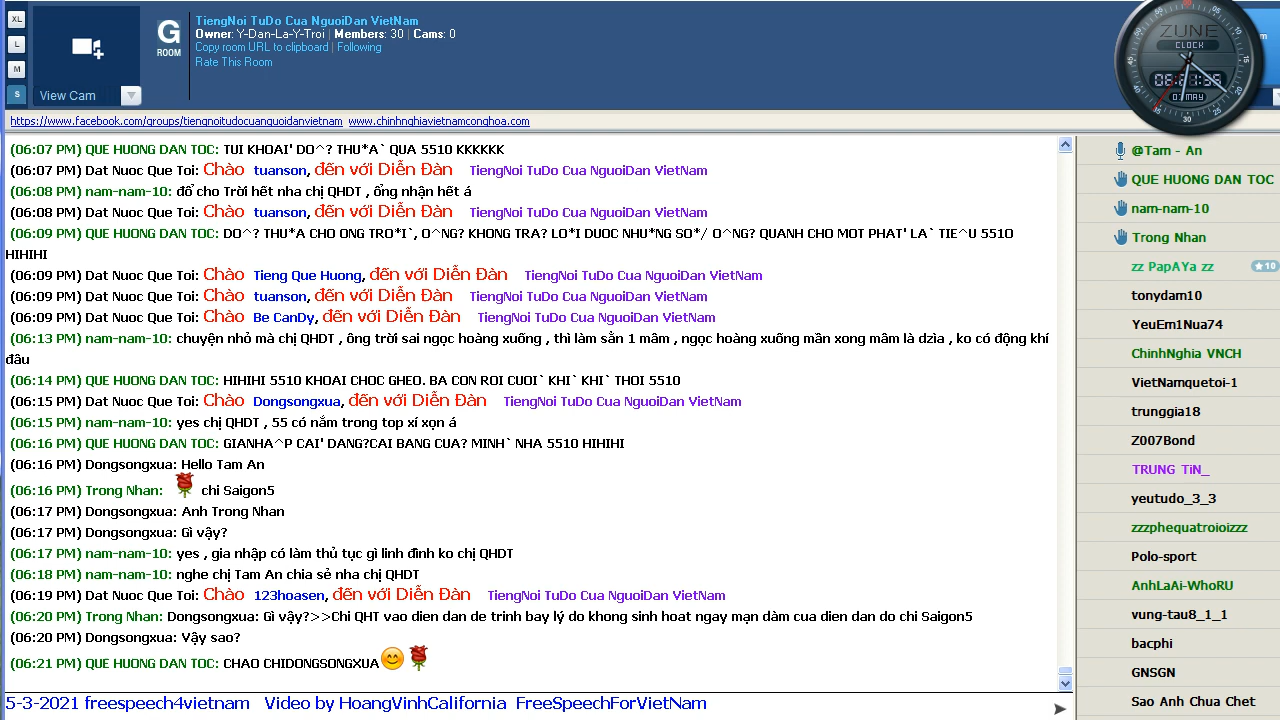 XL
L
M
S
View Cam
G
ROOM
TiengNoi TuDo Cua NguoiDan VietNam
Owner: Y-Dan-La-Y-Troi | Members: 30 | Cams: 0
Copy room URL to clipboard | Following
Rate This Room
ZUNE
CLOCK
03 MAY
https://www.facebook.com/groups/tiengnoitudocuanguoidanvietnam www.chinhnghiavietnamconghoa.com
(06:07 PM) QUE HUONG DAN TOC: TUI KHOAI' DO^? THU*A` QUA 5510 KKKKKK
(06:07 PM) Dat Nuoc Que Toi: Chào tuanson, đến với Diễn Đàn TiengNoi TuDo Cua NguoiDan VietNam
(06:08 PM) nam-nam-10: đổ cho Trời hết nha chị QHDT , ổng nhận hết á
(06:08 PM) Dat Nuoc Que Toi: Chào tuanson, đến với Diễn Đàn TiengNoi TuDo Cua NguoiDan VietNam
(06:09 PM) QUE HUONG DAN TOC: DO^? THU*A CHO ONG TRO*I`, O^NG? KHONG TRA? LO*I DUOC NHU*NG SO*/ O^NG? QUANH CHO MOT PHAT' LA` TIE^U 5510
HIHIHI
(06:09 PM) Dat Nuoc Que Toi: Chào Tieng Que Huong, đến với Diễn Đàn TiengNoi TuDo Cua NguoiDan VietNam
(06:09 PM) Dat Nuoc Que Toi: Chào tuanson, đến với Diễn Đàn TiengNoi TuDo Cua NguoiDan VietNam
(06:09 PM) Dat Nuoc Que Toi: Chào Be CanDy, đến với Diễn Đàn TiengNoi TuDo Cua NguoiDan VietNam
(06:13 PM) nam-nam-10: chuyện nhỏ mà chị QHDT , ông trời sai ngọc hoàng xuống , thì làm sẳn 1 mâm , ngọc hoàng xuống mần xong mâm là dzìa , ko có động khí
đâu
(06:14 PM) QUE HUONG DAN TOC: HIHIHI 5510 KHOAI CHOC GHEO. BA CON ROI CUOI` KHI` KHI` THOI 5510
(06:15 PM) Dat Nuoc Que Toi: Chào Dongsongxua, đến với Diễn Đàn TiengNoi TuDo Cua NguoiDan VietNam
(06:15 PM) nam-nam-10: yes chị QHDT , 55 có nắm trong top xí xọn á
(06:16 PM) QUE HUONG DAN TOC: GIANHA^P CAI' DANG?CAI BANG CUA? MINH` NHA 5510 HIHIHI
(06:16 PM) Dongsongxua: Hello Tam An
(06:16 PM) Trong Nhan: chi Saigon5
(06:17 PM) Dongsongxua: Anh Trong Nhan
(06:17 PM) Dongsongxua: Gì vậy?
(06:17 PM) nam-nam-10: yes , gia nhập có làm thủ tục gì linh đình ko chị QHDT
(06:18 PM) nam-nam-10: nghe chị Tam An chia sẻ nha chị QHDT
(06:19 PM) Dat Nuoc Que Toi: Chào 123hoasen, đến với Diễn Đàn TiengNoi TuDo Cua NguoiDan VietNam
(06:20 PM) Trong Nhan: Dongsongxua: Gì vậy?>>Chi QHT vao dien dan de trinh bay lý do khong sinh hoat ngay mạn dàm cua dien dan do chi Saigon5
(06:20 PM) Dongsongxua: Vậy sao?
(06:21 PM) QUE HUONG DAN TOC: CHAO CHIDONGSONGXUA
5-3-2021 freespeech4vietnam Video by HoangVinhCalifornia FreeSpeechForVietNam
@Tam - An
QUE HUONG DAN TOC
nam-nam-10
Trong Nhan
zz PapAYa zz ★10
tonydam10
YeuEm1Nua74
ChinhNghia VNCH
VietNamquetoi-1
trunggia18
Z007Bond
TRUNG TiN_
yeutudo_3_3
zzzphequatroioizzz
Polo-sport
AnhLaAi-WhoRU
vung-tau8_1_1
bacphi
GNSGN
Sao Anh Chua Chet